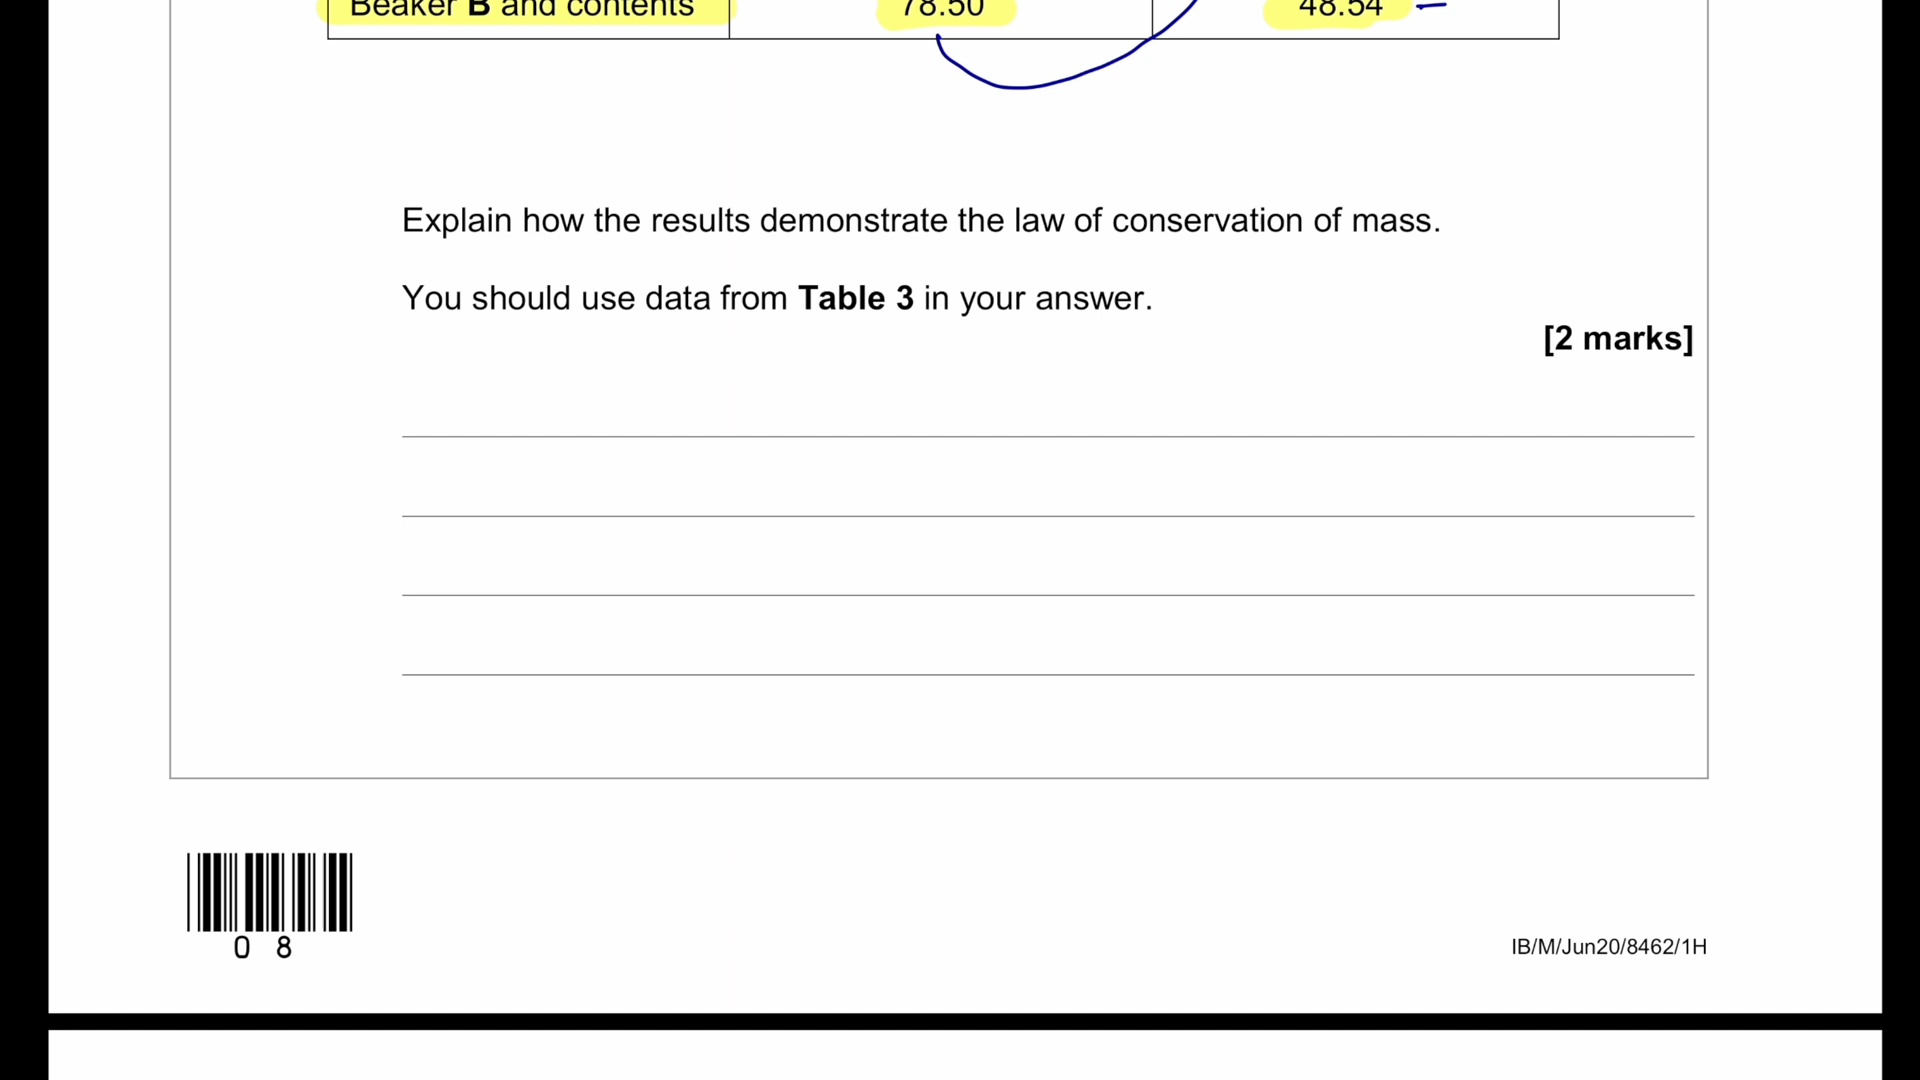 Beaker B and contents 78.50 48.54
Explain how the results demonstrate the law of conservation of mass.
You should use data from Table 3 in your answer.
[2 marks]
0 8
IB/M/Jun20/8462/1H